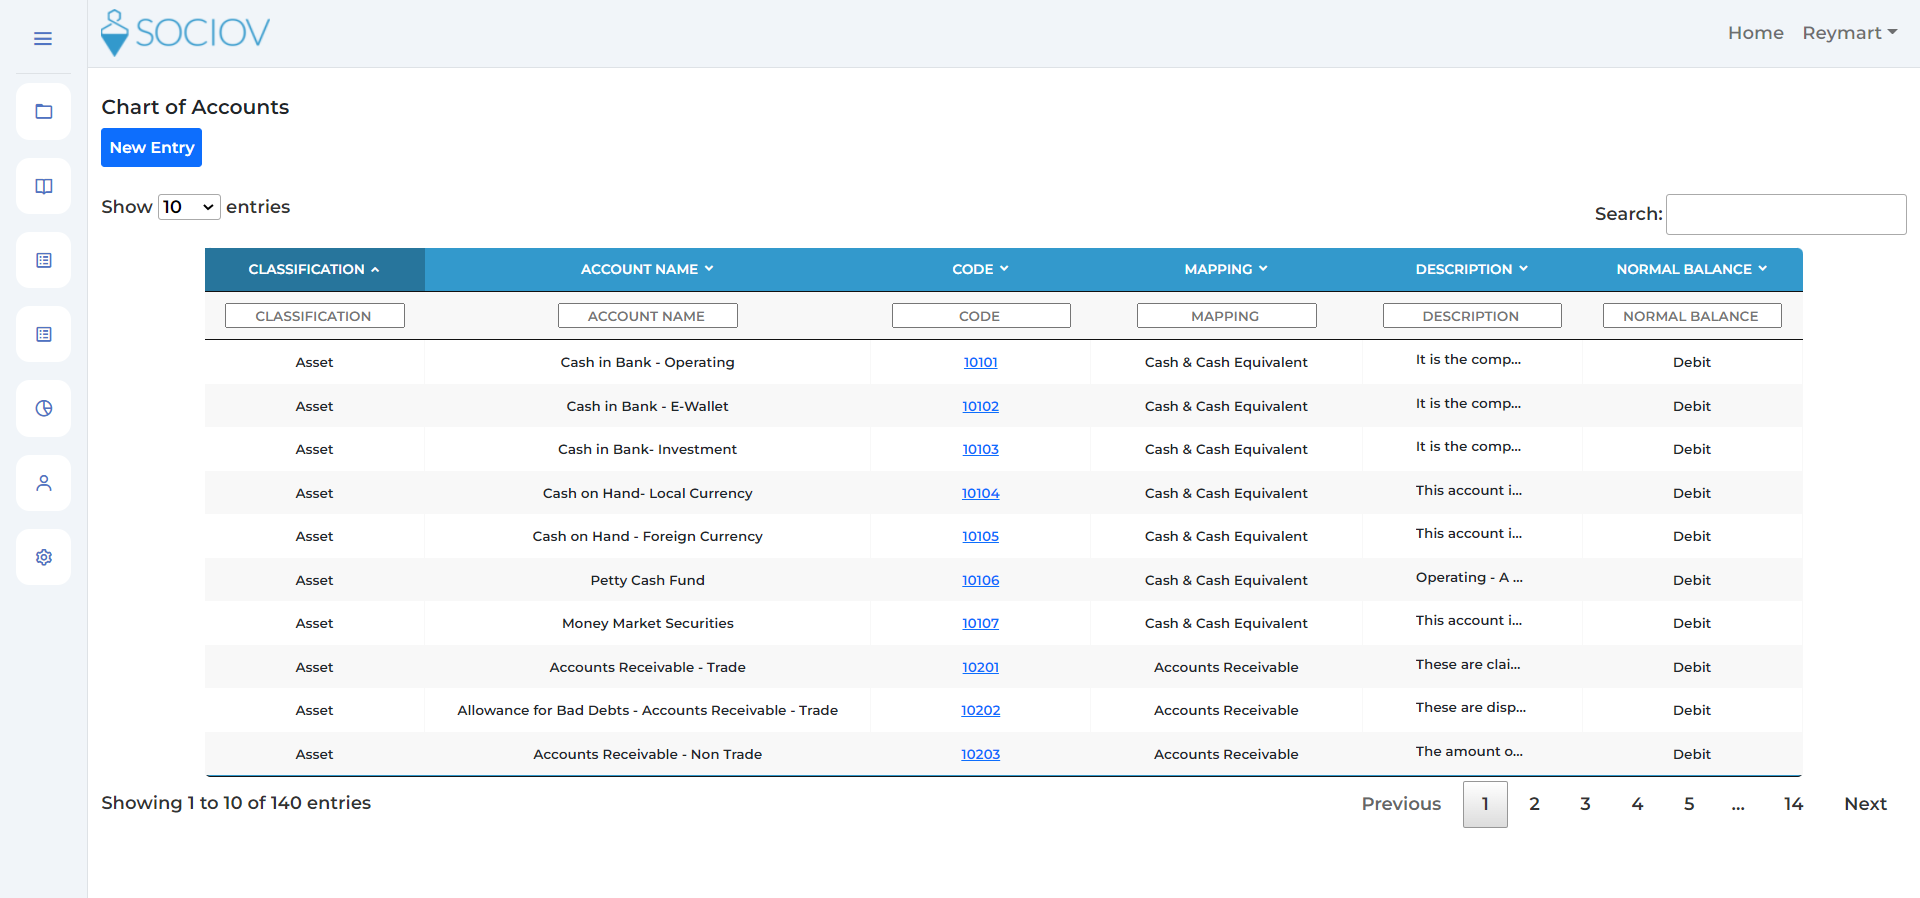 SOCIOV
Home Reymart
Chart of Accounts
New Entry
Show 10 entries
Search:
CLASSIFICATION ACCOUNT NAME CODE MAPPING DESCRIPTION NORMAL BALANCE
CLASSIFICATION ACCOUNT NAME CODE MAPPING DESCRIPTION NORMAL BALANCE
Asset Cash in Bank - Operating 10101 Cash & Cash Equivalent It is the comp... Debit
Asset Cash in Bank - E-Wallet 10102 Cash & Cash Equivalent It is the comp... Debit
Asset Cash in Bank- Investment 10103 Cash & Cash Equivalent It is the comp... Debit
Asset Cash on Hand- Local Currency 10104 Cash & Cash Equivalent This account i... Debit
Asset Cash on Hand - Foreign Currency 10105 Cash & Cash Equivalent This account i... Debit
Asset Petty Cash Fund 10106 Cash & Cash Equivalent Operating - A ... Debit
Asset Money Market Securities 10107 Cash & Cash Equivalent This account i... Debit
Asset Accounts Receivable - Trade 10201 Accounts Receivable These are clai... Debit
Asset Allowance for Bad Debts - Accounts Receivable - Trade 10202 Accounts Receivable These are disp... Debit
Asset Accounts Receivable - Non Trade 10203 Accounts Receivable The amount o... Debit
Showing 1 to 10 of 140 entries
Previous 1 2 3 4 5 ... 14 Next